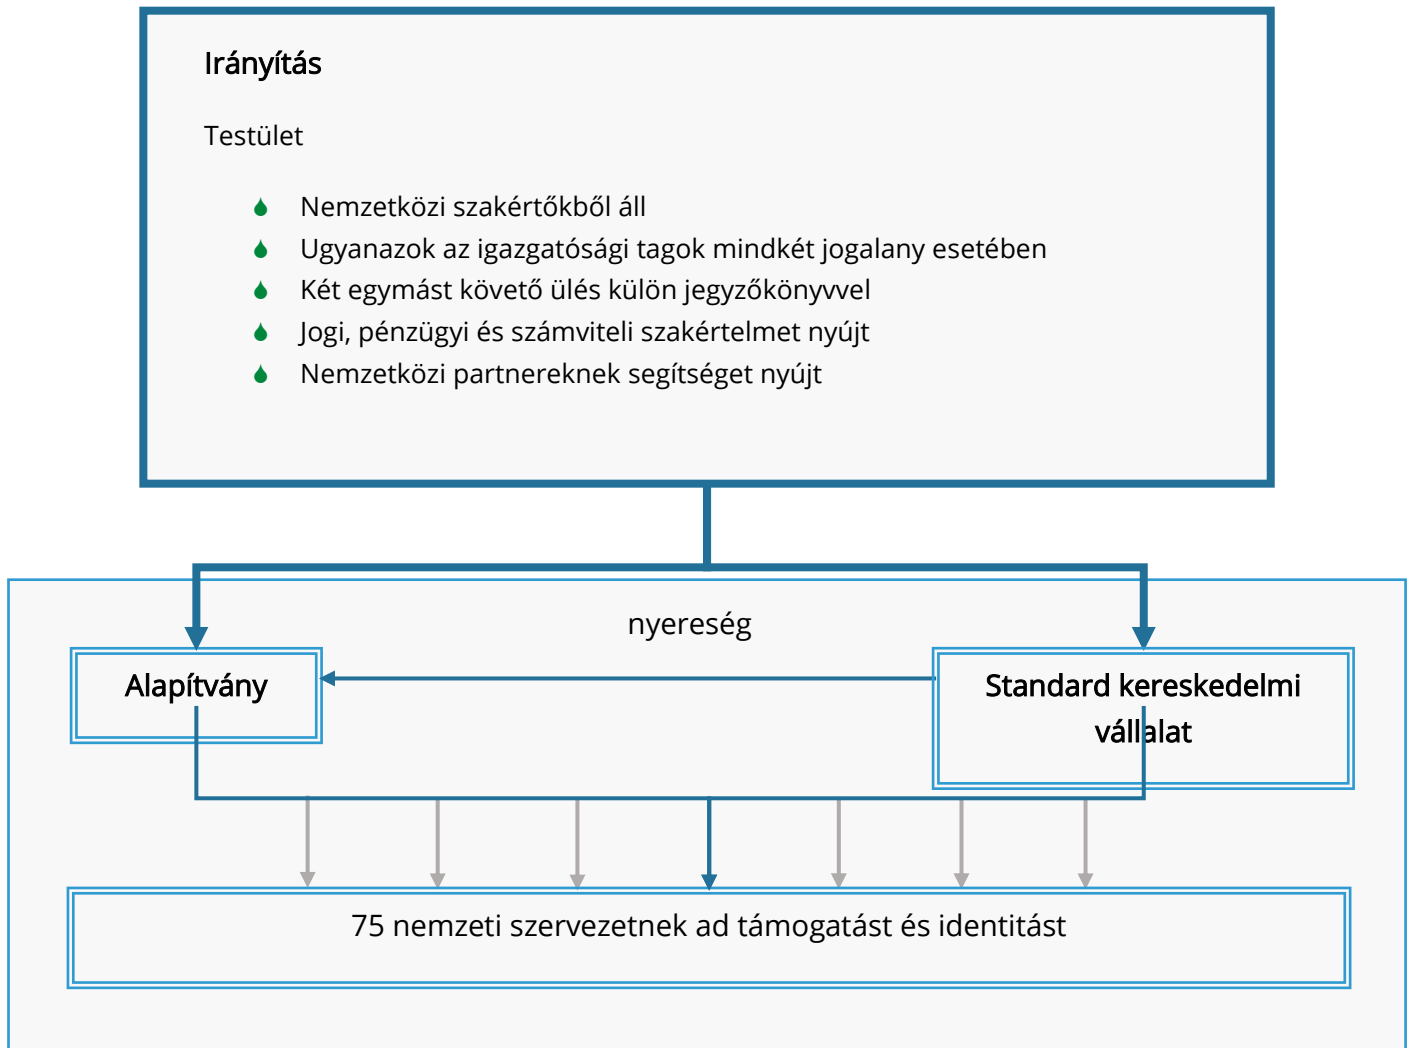 Irányítás
Testület
Nemzetközi szakértőkből áll
Ugyanazok az igazgatósági tagok mindkét jogalany esetében
Két egymást követő ülés külön jegyzőkönyvvel
Jogi, pénzügyi és számviteli szakértelmet nyújt
Nemzetközi partnereknek segítséget nyújt
nyereség
Alapítvány
Standard kereskedelmi
vállalat
75 nemzeti szervezetnek ad támogatást és identitást